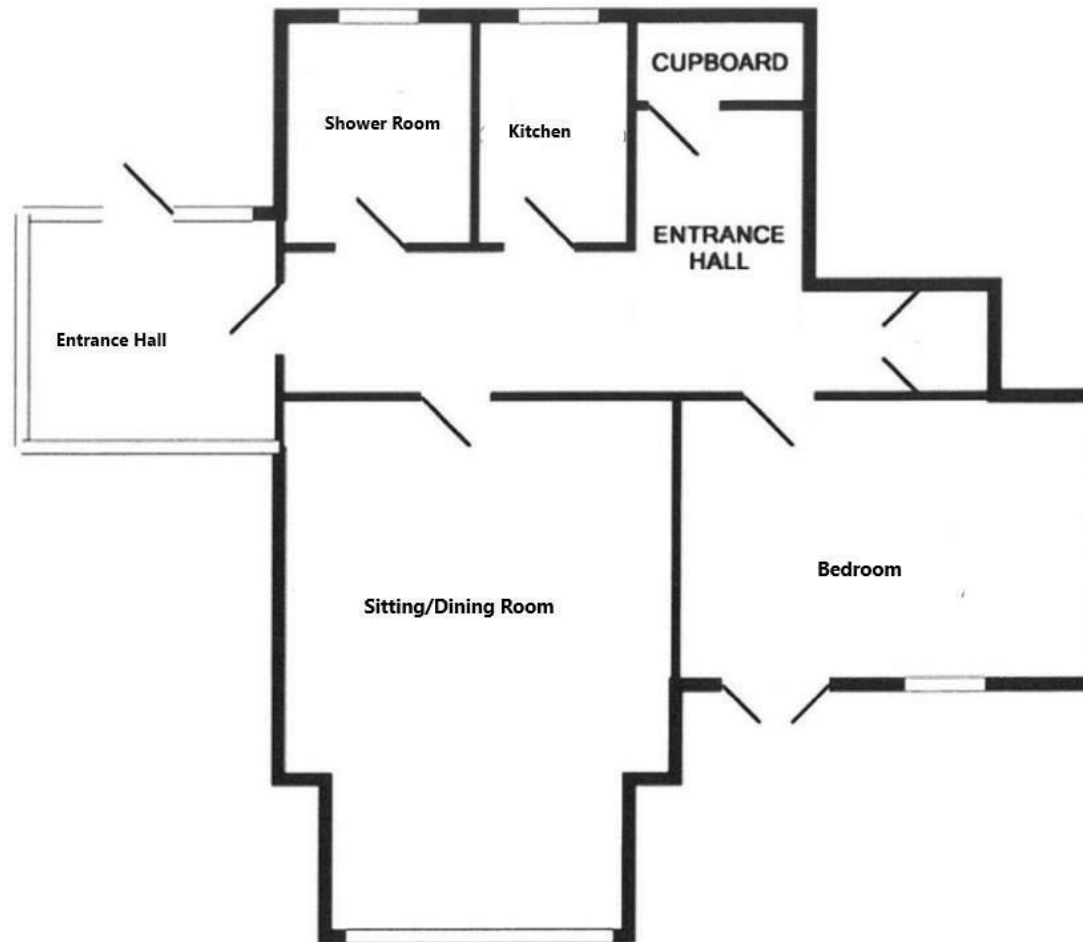 CUPBOARD
Shower Room
Kitchen
ENTRANCE
HALL
Entrance Hall
Bedroom
Sitting/Dining Room